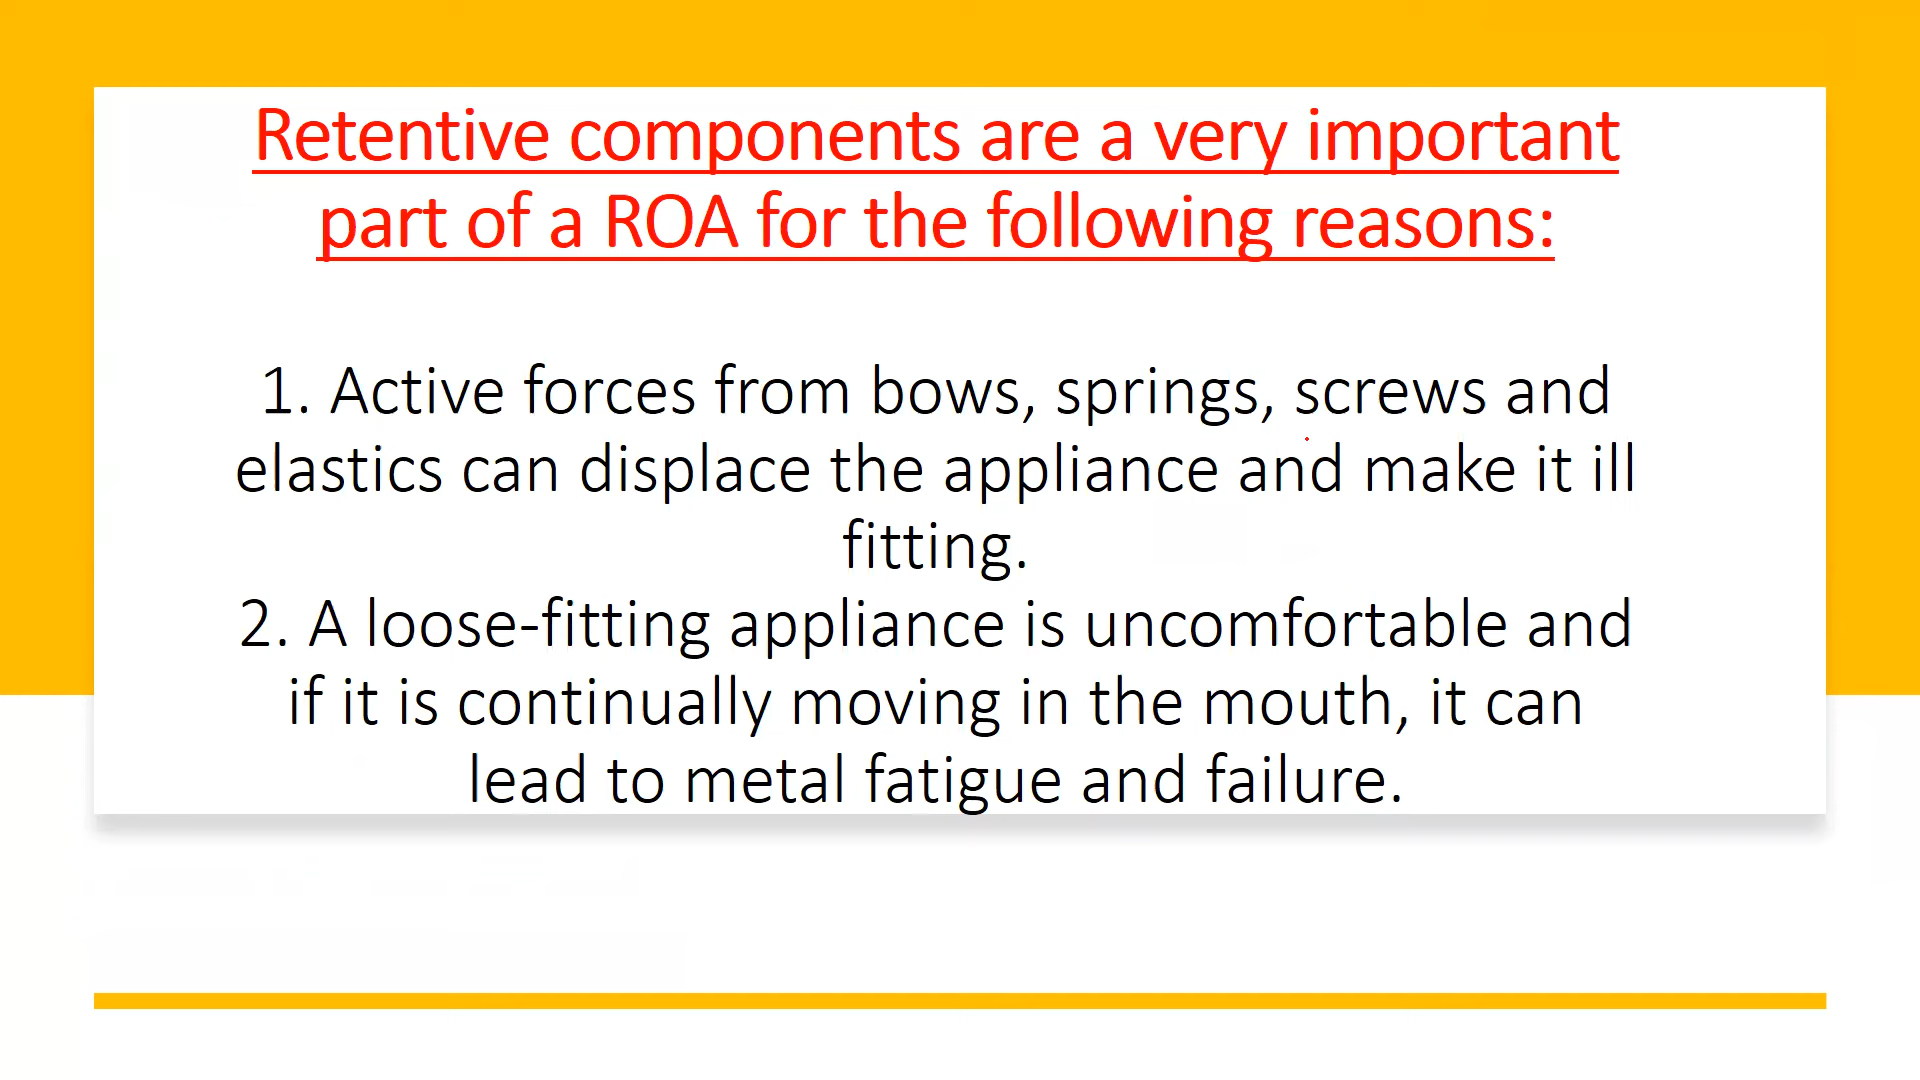 Retentive components are a very important
part of a ROA for the following reasons:
1. Active forces from bows, springs, screws and
elastics can displace the appliance and make it ill
fitting.
2. A loose-fitting appliance is uncomfortable and
if it is continually moving in the mouth, it can
lead to metal fatigue and failure.